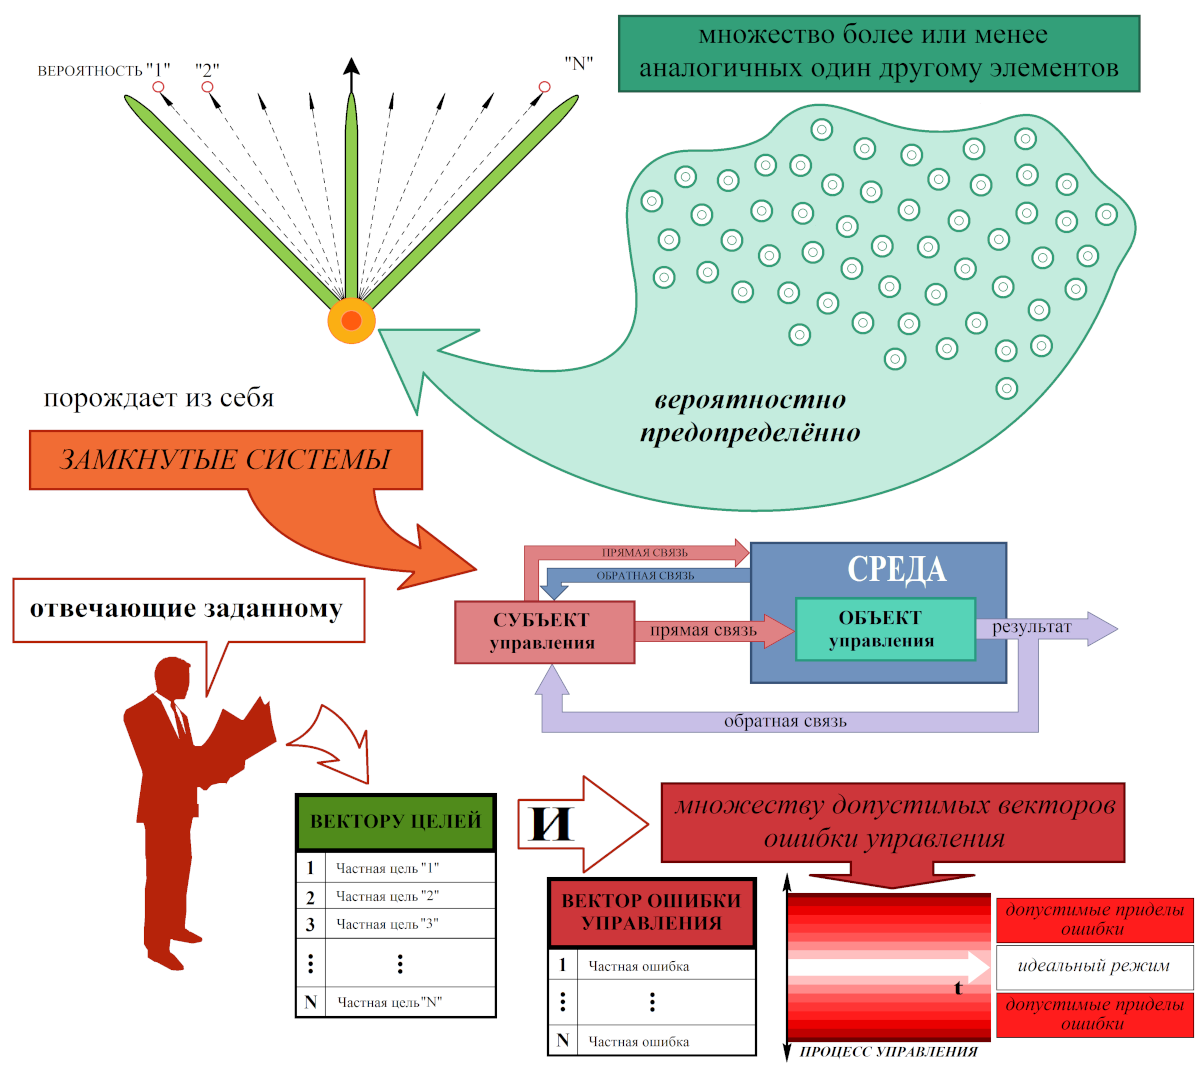 множество более или менее
аналогичных один другому элементов
ВЕРОЯТНОСТЬ "1" "2" "N"
вероятностно
предопределённо
порождает из себя
ЗАМКНУТЫЕ СИСТЕМЫ
ПРЯМАЯ СВЯЗЬ
ОБРАТНАЯ СВЯЗЬ
СРЕДА
СУБЪЕКТ
управления
прямая связь
ОБЪЕКТ
управления
результат
обратная связь
отвечающие заданному
ВЕКТОРУ ЦЕЛЕЙ
1 Частная цель "1"
2 Частная цель "2"
3 Частная цель "3"
N Частная цель "N"
И
множеству допустимых векторов
ошибки управления
ВЕКТОР ОШИБКИ
УПРАВЛЕНИЯ
1 Частная ошибка
N Частная ошибка
допустимые приделы
ошибки
идеальный режим
t
допустимые приделы
ошибки
ПРОЦЕСС УПРАВЛЕНИЯ